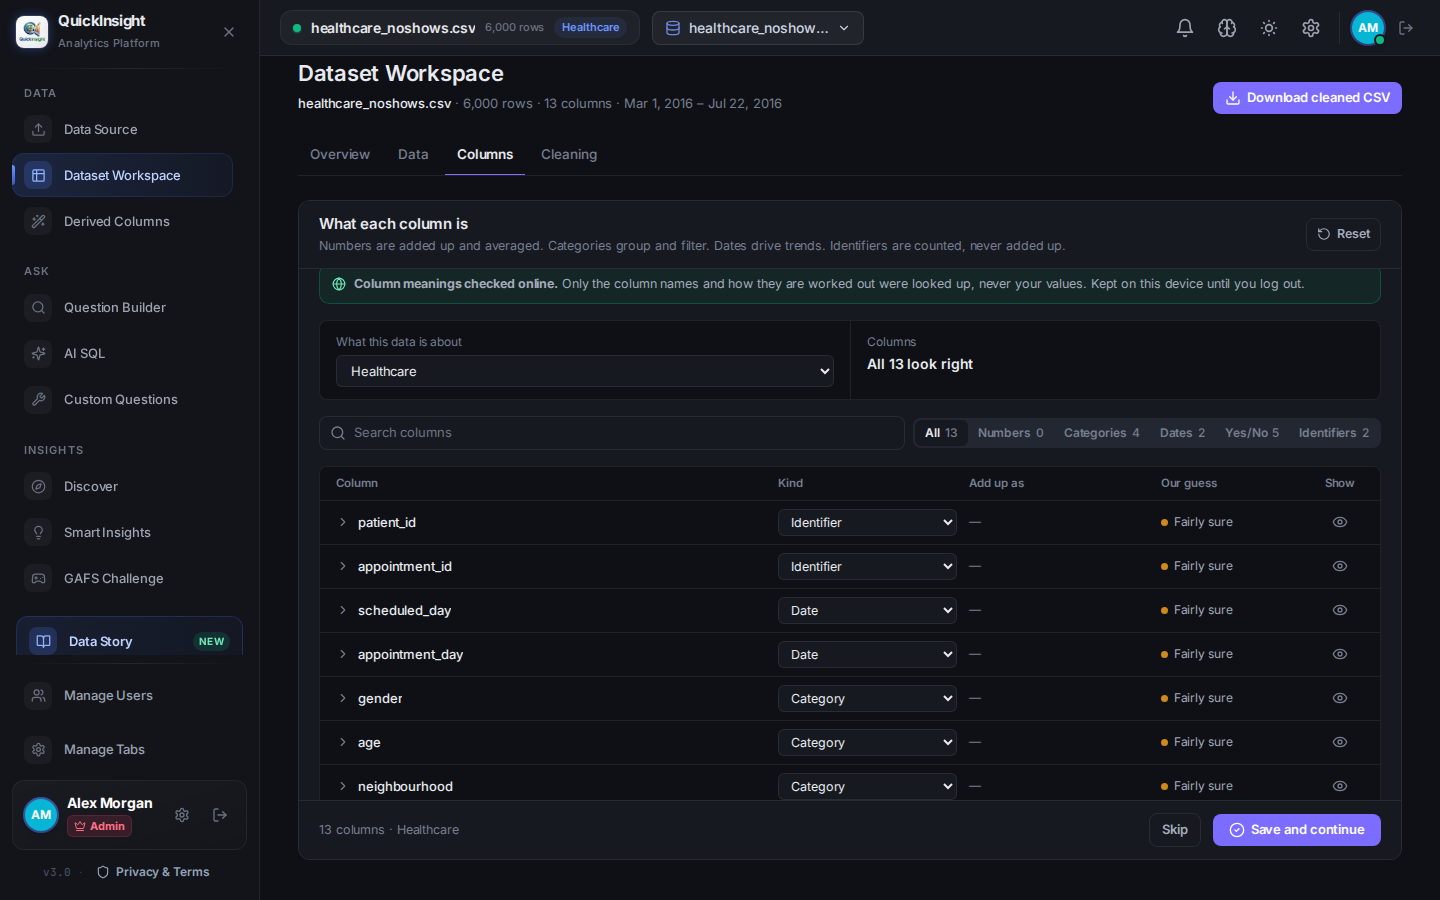 QuickInsight
Analytics Platform
DATA
Data Source
Dataset Workspace
Derived Columns
ASK
Question Builder
AI SQL
Custom Questions
INSIGHTS
Discover
Smart Insights
GAFS Challenge
Data Story NEW
Manage Users
Manage Tabs
AM Alex Morgan
Admin
v3.0 · Privacy & Terms
healthcare_noshows.csv 6,000 rows Healthcare
healthcare_noshow...
AM
Dataset Workspace
healthcare_noshows.csv · 6,000 rows · 13 columns · Mar 1, 2016 – Jul 22, 2016
Download cleaned CSV
Overview Data Columns Cleaning
What each column is
Numbers are added up and averaged. Categories group and filter. Dates drive trends. Identifiers are counted, never added up.
Reset
Column meanings checked online. Only the column names and how they are worked out were looked up, never your values. Kept on this device until you log out.
What this data is about
Healthcare
Columns
All 13 look right
Search columns
All 13 Numbers 0 Categories 4 Dates 2 Yes/No 5 Identifiers 2
Column Kind Add up as Our guess Show
patient_id Identifier — Fairly sure
appointment_id Identifier — Fairly sure
scheduled_day Date — Fairly sure
appointment_day Date — Fairly sure
gender Category — Fairly sure
age Category — Fairly sure
neighbourhood Category — Fairly sure
13 columns · Healthcare
Skip
Save and continue